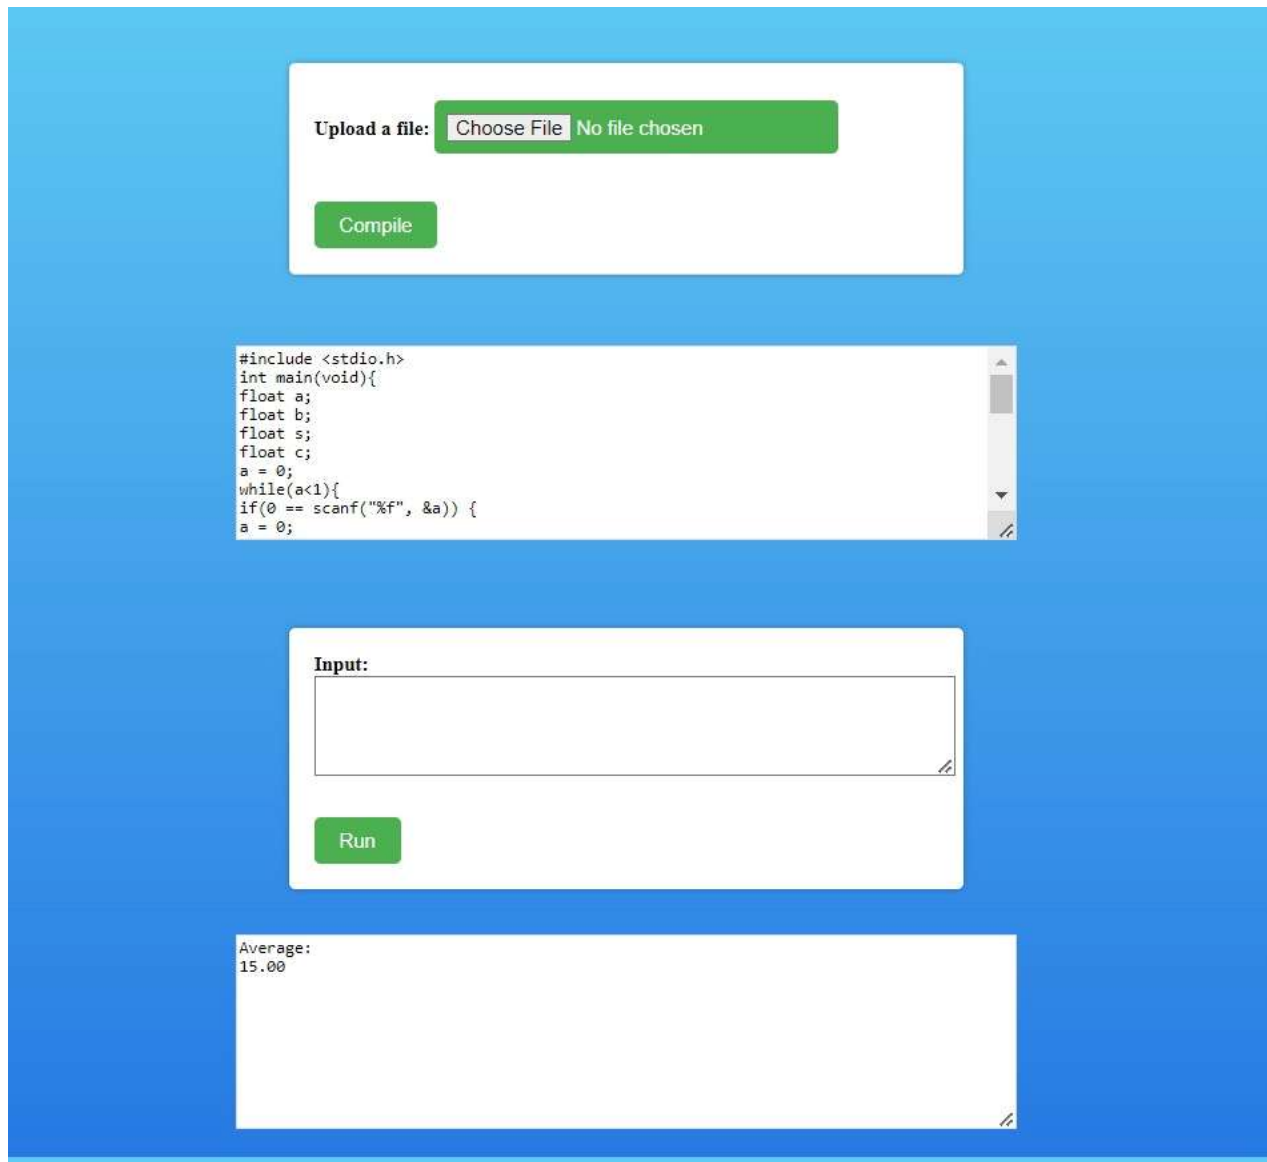 Upload a file: Choose File No file chosen
Compile
#include <stdio.h>
int main(void){
float a;
float b;
float s;
float c;
a = 0;
while(a<1){
if(0 == scanf("%f", &a)) {
a = 0;
Input:
Run
Average:
15.00